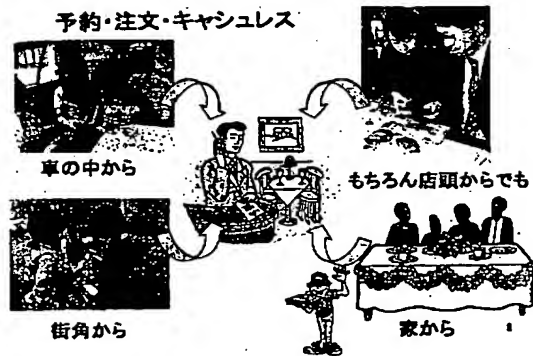 予約・注文・キャシュレス
車の中から
もちろん店頭からでも
街角から
家から